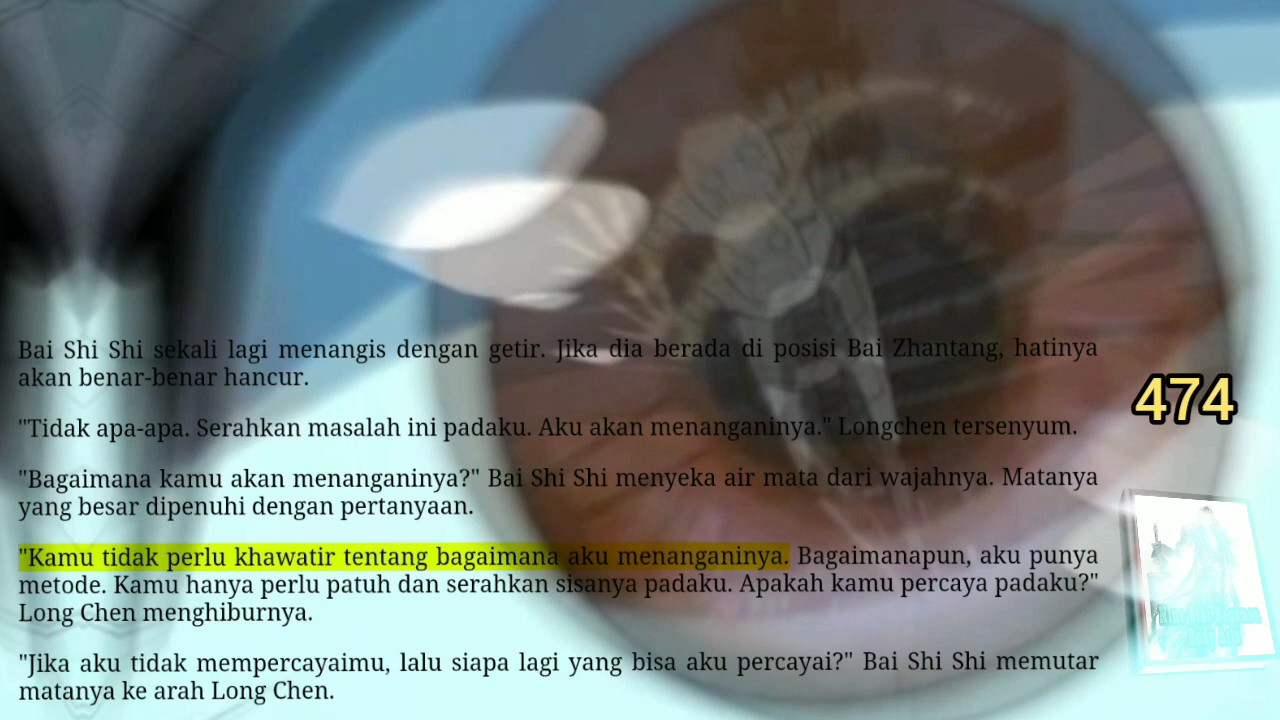 Bai Shi Shi sekali lagi menangis dengan getir. Jika dia berada di posisi Bai Zhantang, hatinya
akan benar-benar hancur.
"Tidak apa-apa. Serahkan masalah ini padaku. Aku akan menanganinya." Longchen tersenyum.
474
"Bagaimana kamu akan menanganinya?" Bai Shi Shi menyeka air mata dari wajahnya. Matanya
yang besar dipenuhi dengan pertanyaan.
"Kamu tidak perlu khawatir tentang bagaimana aku menanganinya. Bagaimanapun, aku punya
metode. Kamu hanya perlu patuh dan serahkan sisanya padaku. Apakah kamu percaya padaku?"
Long Chen menghiburnya.
"Jika aku tidak mempercayaimu, lalu siapa lagi yang bisa aku percayai?" Bai Shi Shi memutar
matanya ke arah Long Chen.